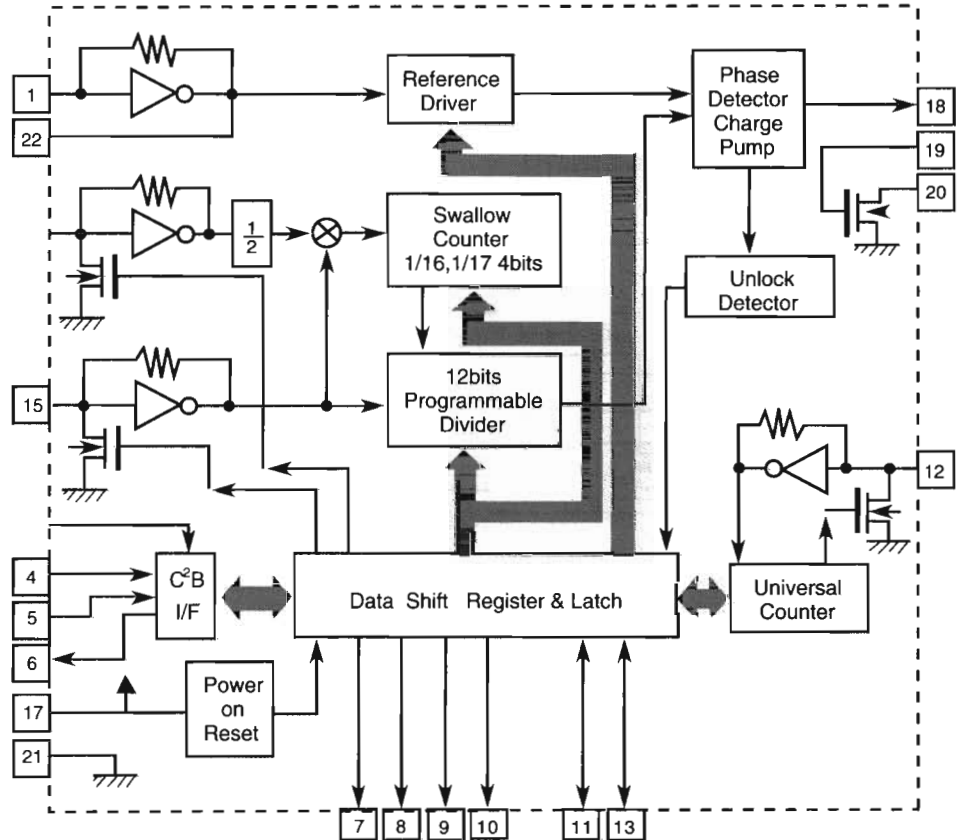 1
22
Reference
Driver
Phase
Detector
Charge
Pump
18
19
20
1
2
Swallow
Counter
1/16,1/17 4bits
Unlock
Detector
15
12bits
Programmable
Divider
12
4
5
6
C²B
I/F
Data Shift Register & Latch
Universal
Counter
17
Power
on
Reset
21
7
8
9
10
11
13